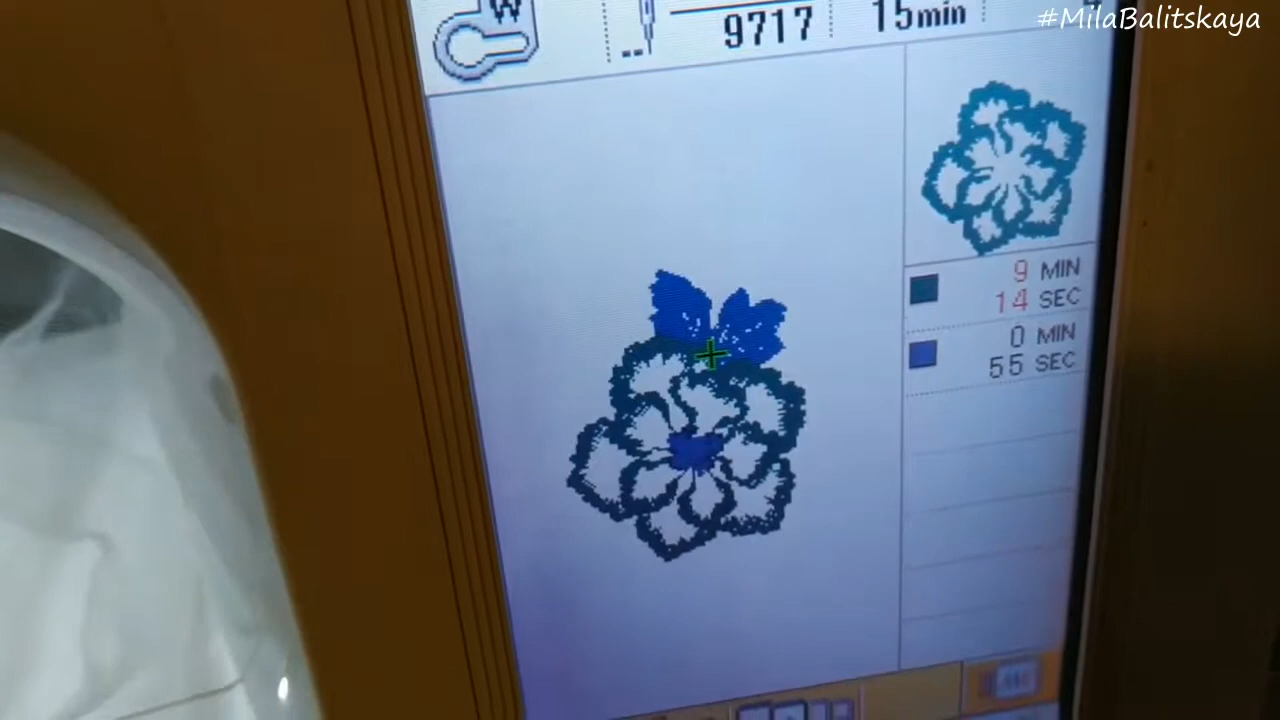 #MilaBalitskaya
W
9717
15min
9 MIN
14 SEC
0 MIN
55 SEC